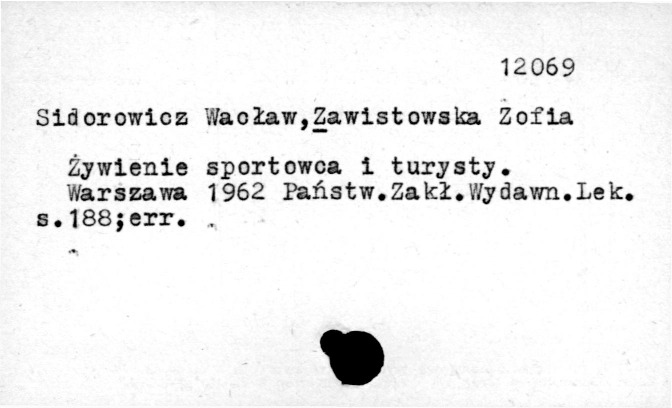 12069
Sidorowicz Wacław,Zawistowska Zofia
Żywienie sportowca i turysty.
Warszawa 1962 Państw.Zakł.Wydawn.Lek.
s.188;err.